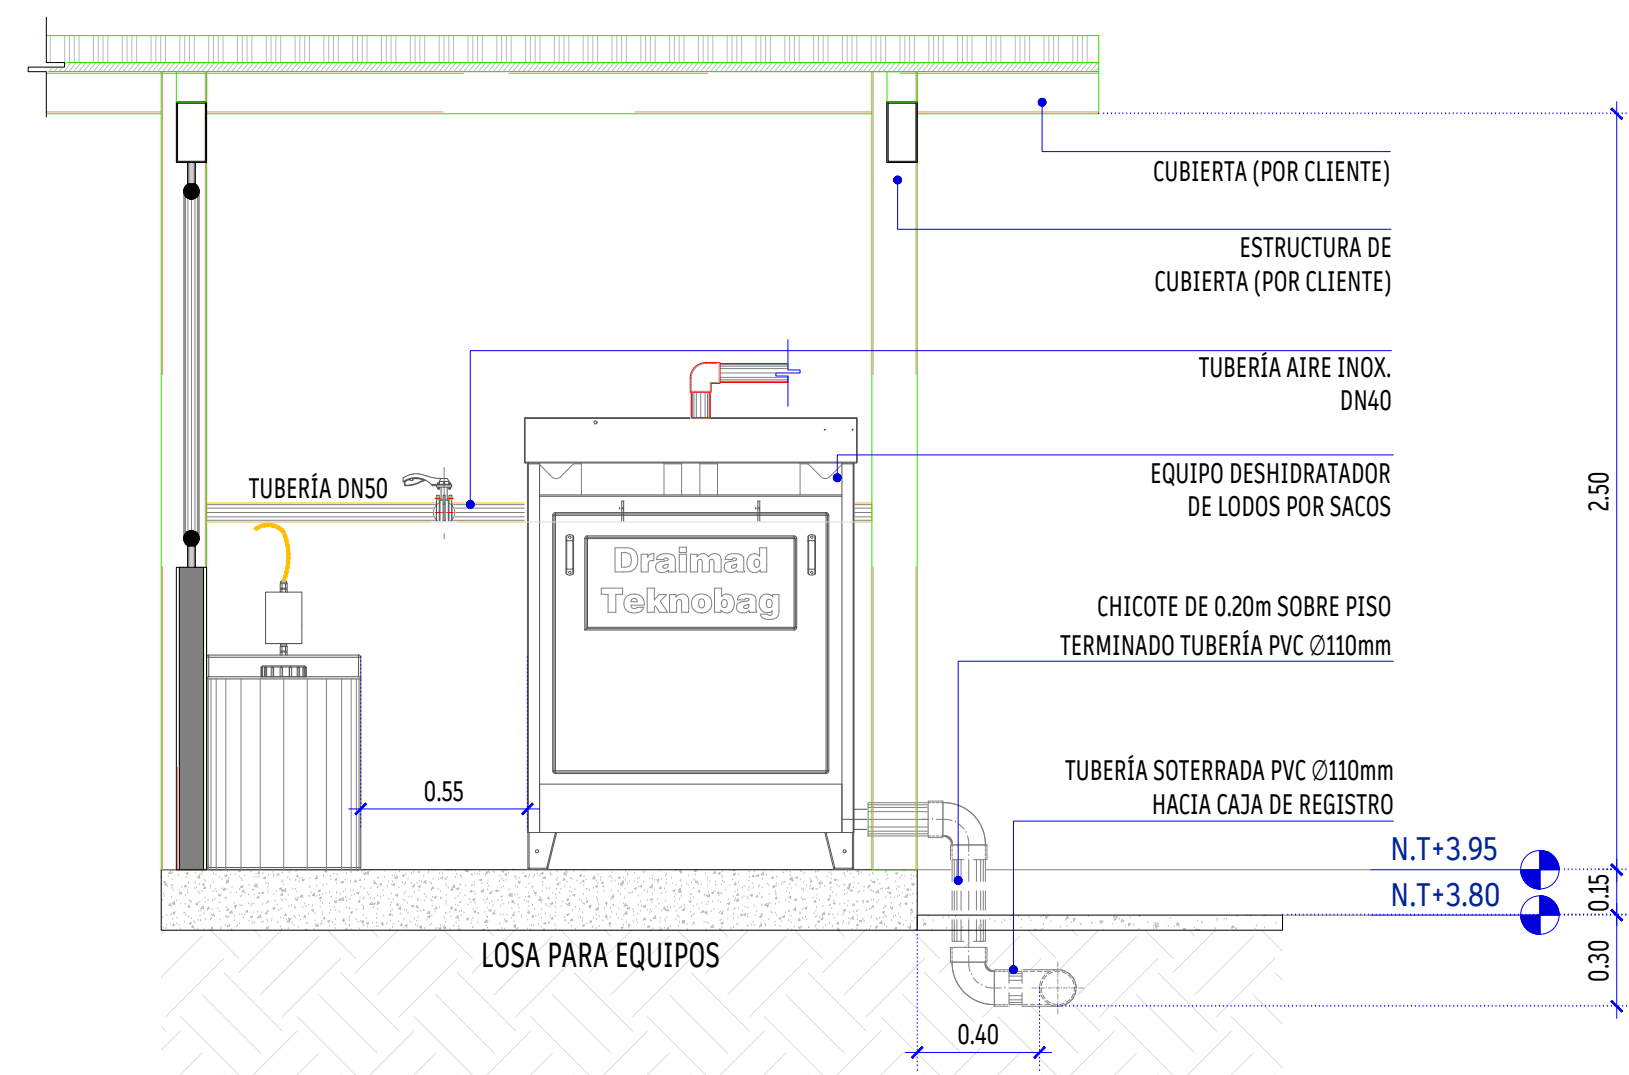 CUBIERTA (POR CLIENTE)
ESTRUCTURA DE
CUBIERTA (POR CLIENTE)
TUBERÍA AIRE INOX.
DN40
EQUIPO DESHIDRATADOR
DE LODOS POR SACOS
TUBERÍA DN50
2.50
Draimad
Teknobag
CHICOTE DE 0.20m SOBRE PISO
TERMINADO TUBERÍA PVC ∅110mm
0.55
TUBERÍA SOTERRADA PVC ∅110mm
HACIA CAJA DE REGISTRO
N.T+3.95
0.15
N.T+3.80
LOSA PARA EQUIPOS
0.30
0.40